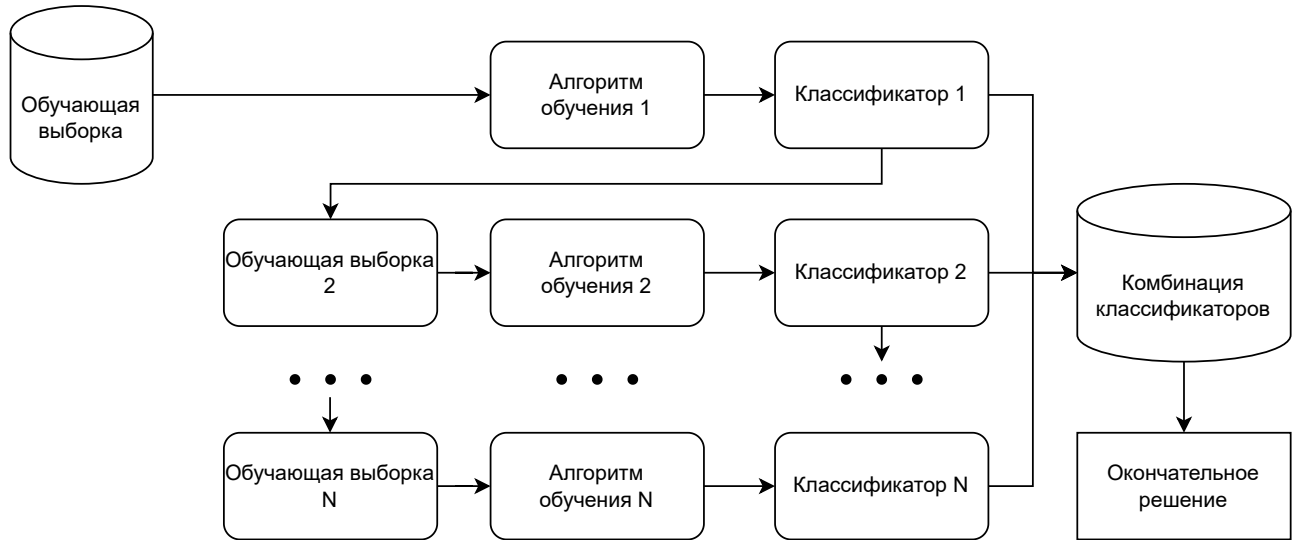 Обучающая
выборка
Алгоритм
обучения 1
Классификатор 1
Обучающая выборка
2
Алгоритм
обучения 2
Классификатор 2
Комбинация
классификаторов
Обучающая выборка
N
Алгоритм
обучения N
Классификатор N
Окончательное
решение